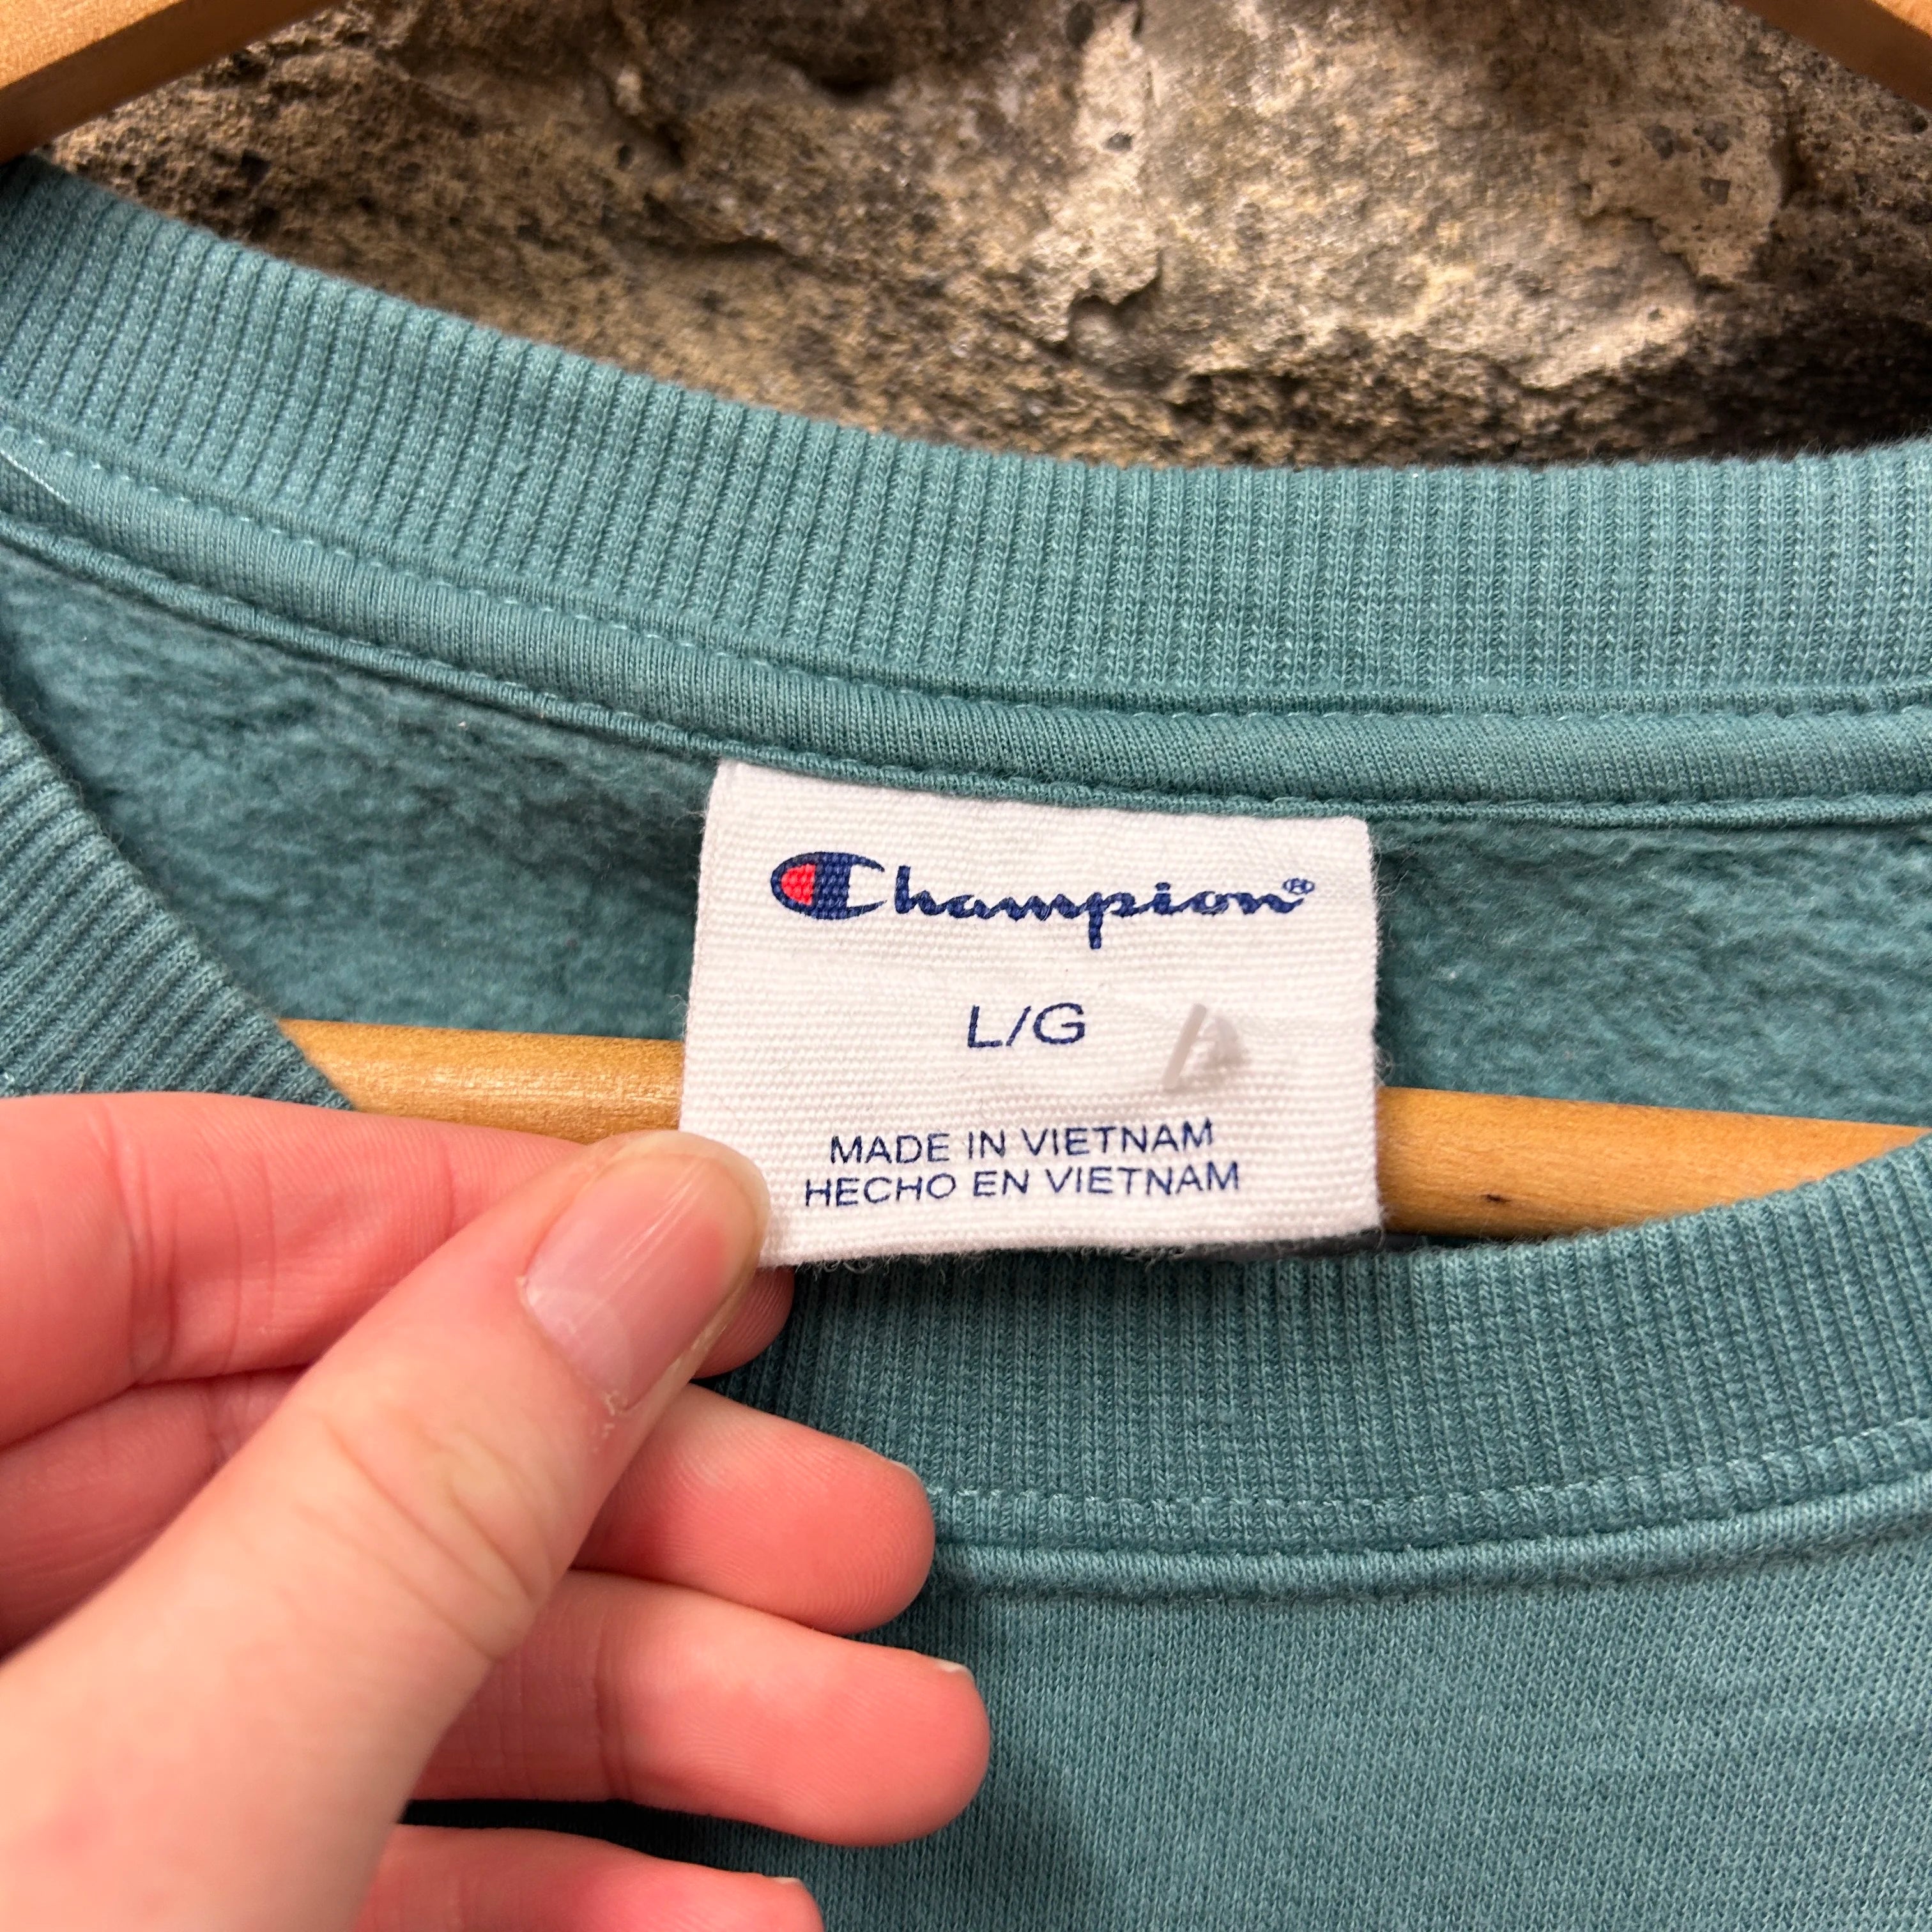 Champion®
L/G
MADE IN VIETNAM
HECHO EN VIETNAM